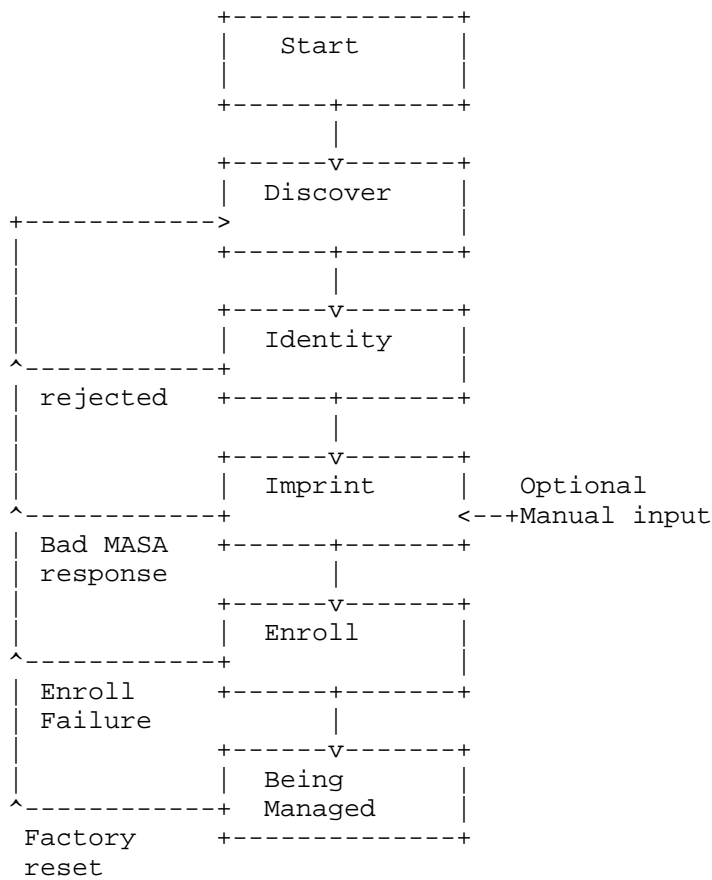 Start
Discover
Identity
rejected
Imprint
Optional
Manual input
Bad MASA
response
Enroll
Enroll
Failure
Being
Managed
Factory
reset